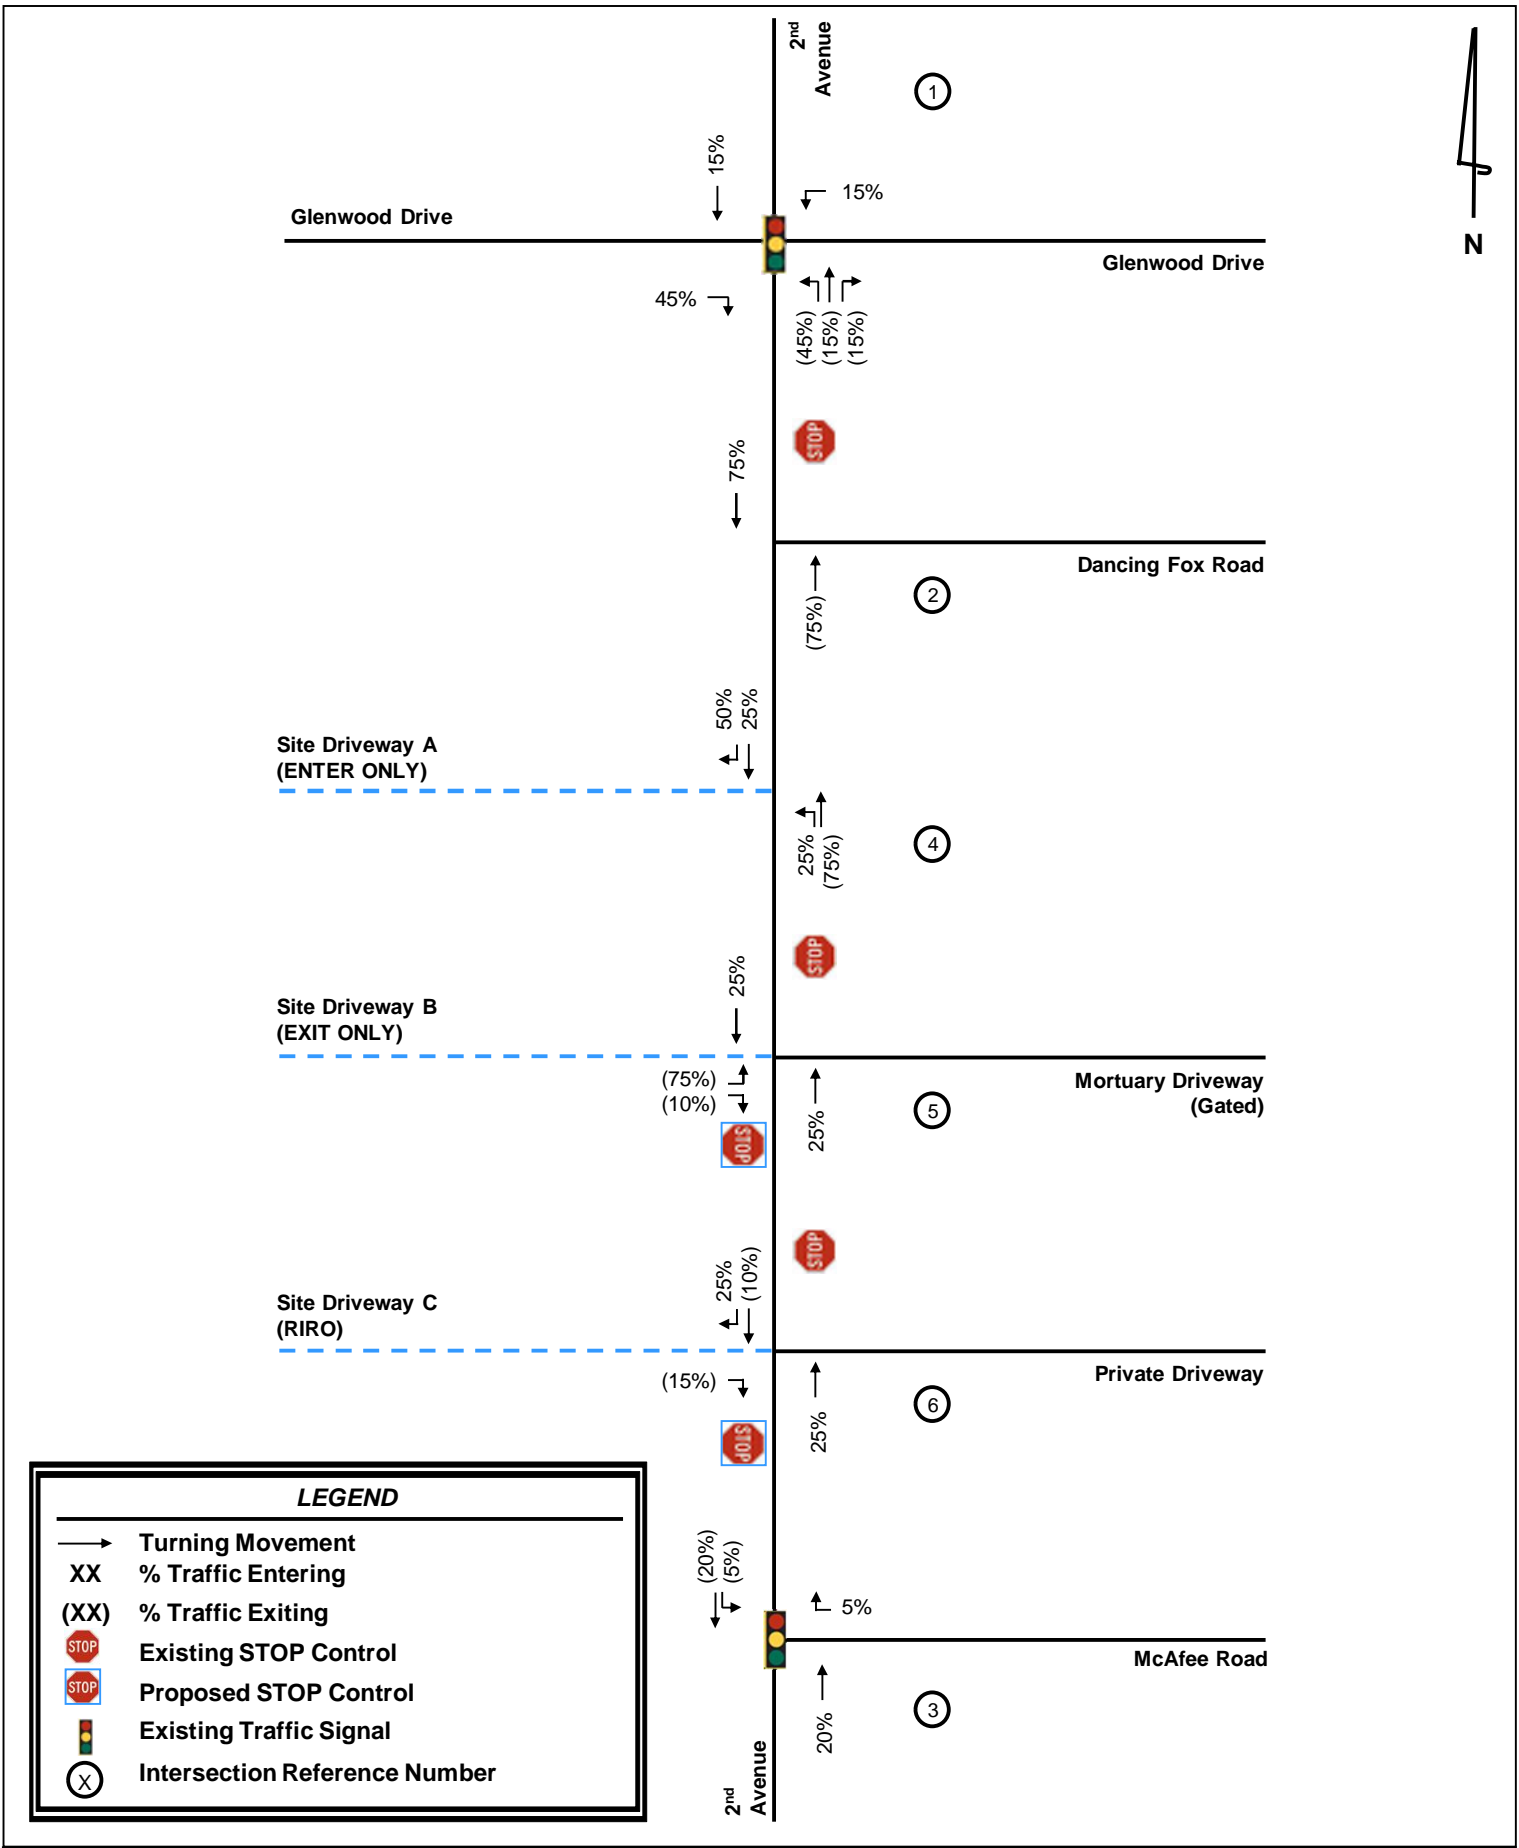 2nd
Avenue
1
15%
15%
Glenwood Drive
N
Glenwood Drive
45%
(45%)
(15%)
(15%)
STOP
75%
Dancing Fox Road
2
(75%)
50%
25%
Site Driveway A
(ENTER ONLY)
25%
(75%)
4
STOP
25%
Site Driveway B
(EXIT ONLY)
(75%)
(10%)
STOP
25%
Mortuary Driveway
(Gated)
5
STOP
25%
(10%)
Site Driveway C
(RIRO)
(15%)
STOP
25%
Private Driveway
6
(20%)
(5%)
5%
McAfee Road
20%
3
2nd
Avenue
LEGEND
Turning Movement
XX % Traffic Entering
(XX) % Traffic Exiting
STOP Existing STOP Control
STOP Proposed STOP Control
Existing Traffic Signal
X Intersection Reference Number